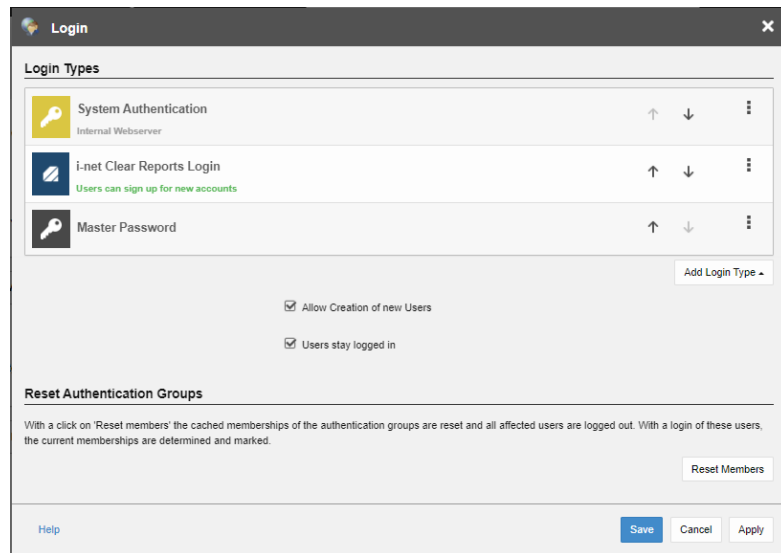 Login
Login Types
System Authentication
Internal Webserver
i-net Clear Reports Login
Users can sign up for new accounts
Master Password
Add Login Type
Allow Creation of new Users
Users stay logged in
Reset Authentication Groups
With a click on 'Reset members' the cached memberships of the authentication groups are reset and all affected users are logged out. With a login of these users,
the current memberships are determined and marked.
Reset Members
Help
Save
Cancel
Apply